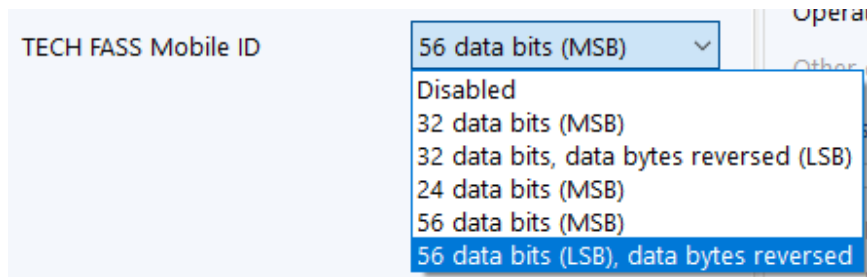 TECH FASS Mobile ID
56 data bits (MSB)
Disabled
32 data bits (MSB)
32 data bits, data bytes reversed (LSB)
24 data bits (MSB)
56 data bits (MSB)
56 data bits (LSB), data bytes reversed
Other